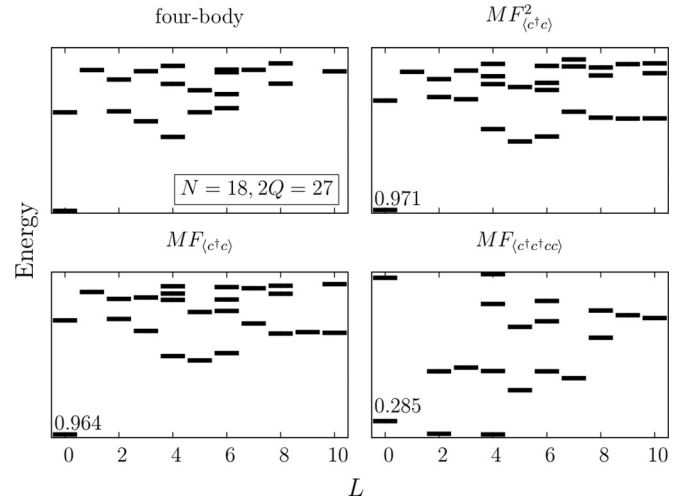 four-body
MF²⟨c†c⟩
N = 18, 2Q = 27
0.971
Energy
MF⟨c†c⟩
MF⟨c†c†cc⟩
0.964
0.285
0 2 4 6 8 10
0 2 4 6 8 10
L